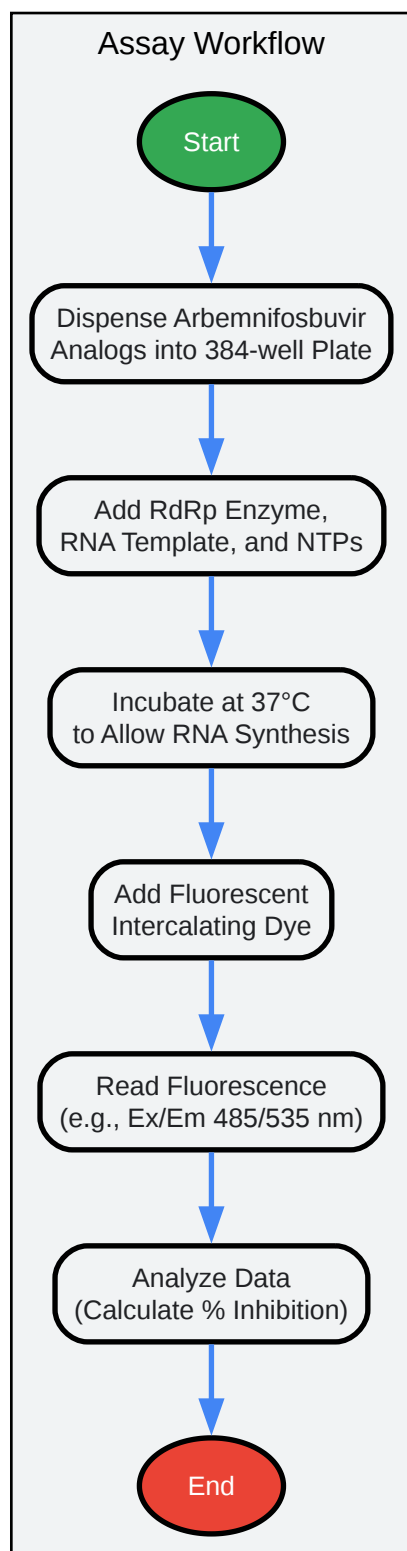 Assay Workflow
Start
Dispense Arbemnifosbuvir
Analogs into 384-well Plate
Add RdRp Enzyme,
RNA Template, and NTPs
Incubate at 37°C
to Allow RNA Synthesis
Add Fluorescent
Intercalating Dye
Read Fluorescence
(e.g., Ex/Em 485/535 nm)
Analyze Data
(Calculate % Inhibition)
End